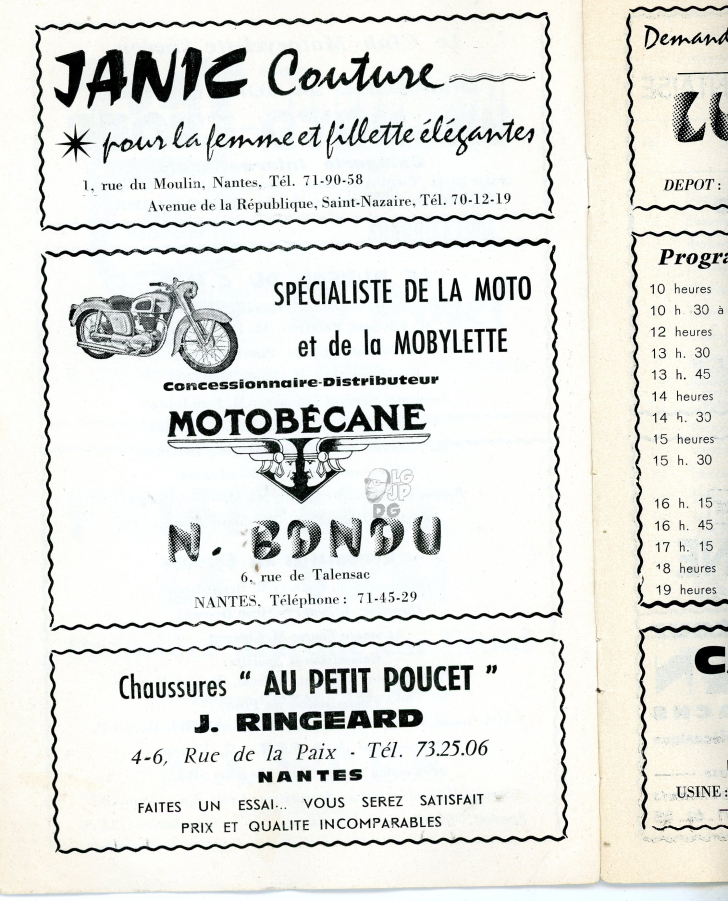 JANIC Couture
pour la femme et fillette élégantes
1, rue du Moulin, Nantes, Tél. 71-90-58
Avenue de la République, Saint-Nazaire, Tél. 70-12-19
SPÉCIALISTE DE LA MOTO
et de la MOBYLETTE
Concessionnaire-Distributeur
MOTOBÉCANE
LG
JP
DG
N. BONDU
6, rue de Talensac
NANTES, Téléphone : 71-45-29
Chaussures “ AU PETIT POUCET ”
J. RINGEARD
4-6, Rue de la Paix - Tél. 73.25.06
NANTES
FAITES UN ESSAI... VOUS SEREZ SATISFAIT
PRIX ET QUALITE INCOMPARABLES
DEPOT :
10 heures
10 h. 30 à
12 heures
13 h. 30
13 h. 45
14 heures
14 h. 30
15 heures
15 h. 30
16 h. 15
16 h. 45
17 h. 15
18 heures
19 heures
USINE :